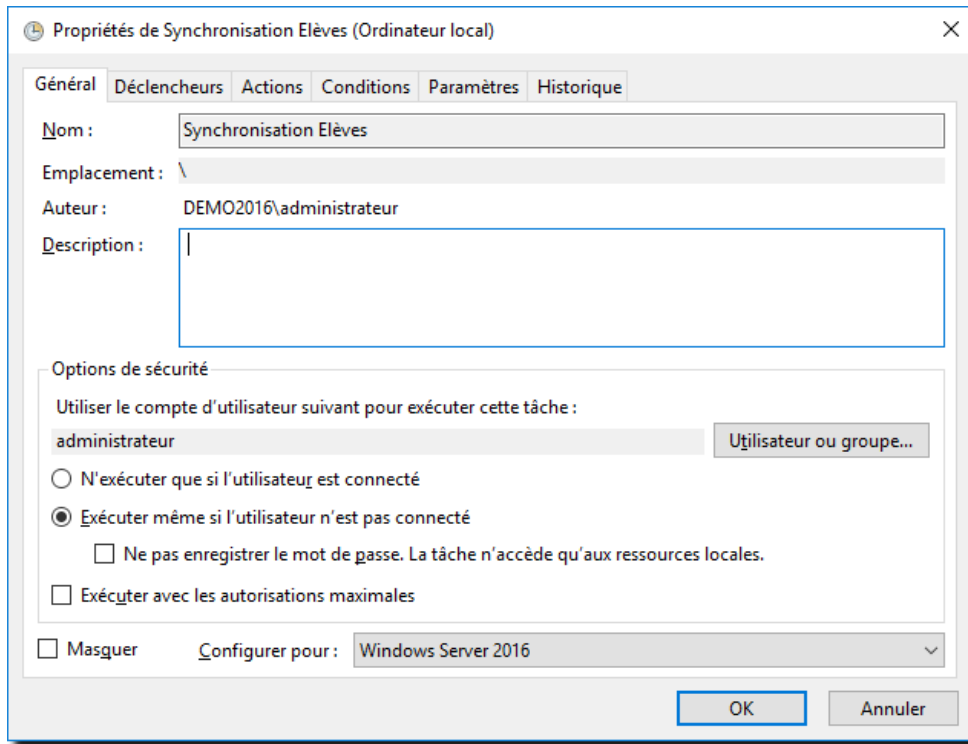 Propriétés de Synchronisation Elèves (Ordinateur local)
Général Déclencheurs Actions Conditions Paramètres Historique
Nom : Synchronisation Elèves
Emplacement : \
Auteur : DEMO2016\administrateur
Description :
Options de sécurité
Utiliser le compte d'utilisateur suivant pour exécuter cette tâche :
administrateur Utilisateur ou groupe...
N'exécuter que si l'utilisateur est connecté
Exécuter même si l'utilisateur n'est pas connecté
Ne pas enregistrer le mot de passe. La tâche n'accède qu'aux ressources locales.
Exécuter avec les autorisations maximales
Masquer Configurer pour : Windows Server 2016
OK Annuler